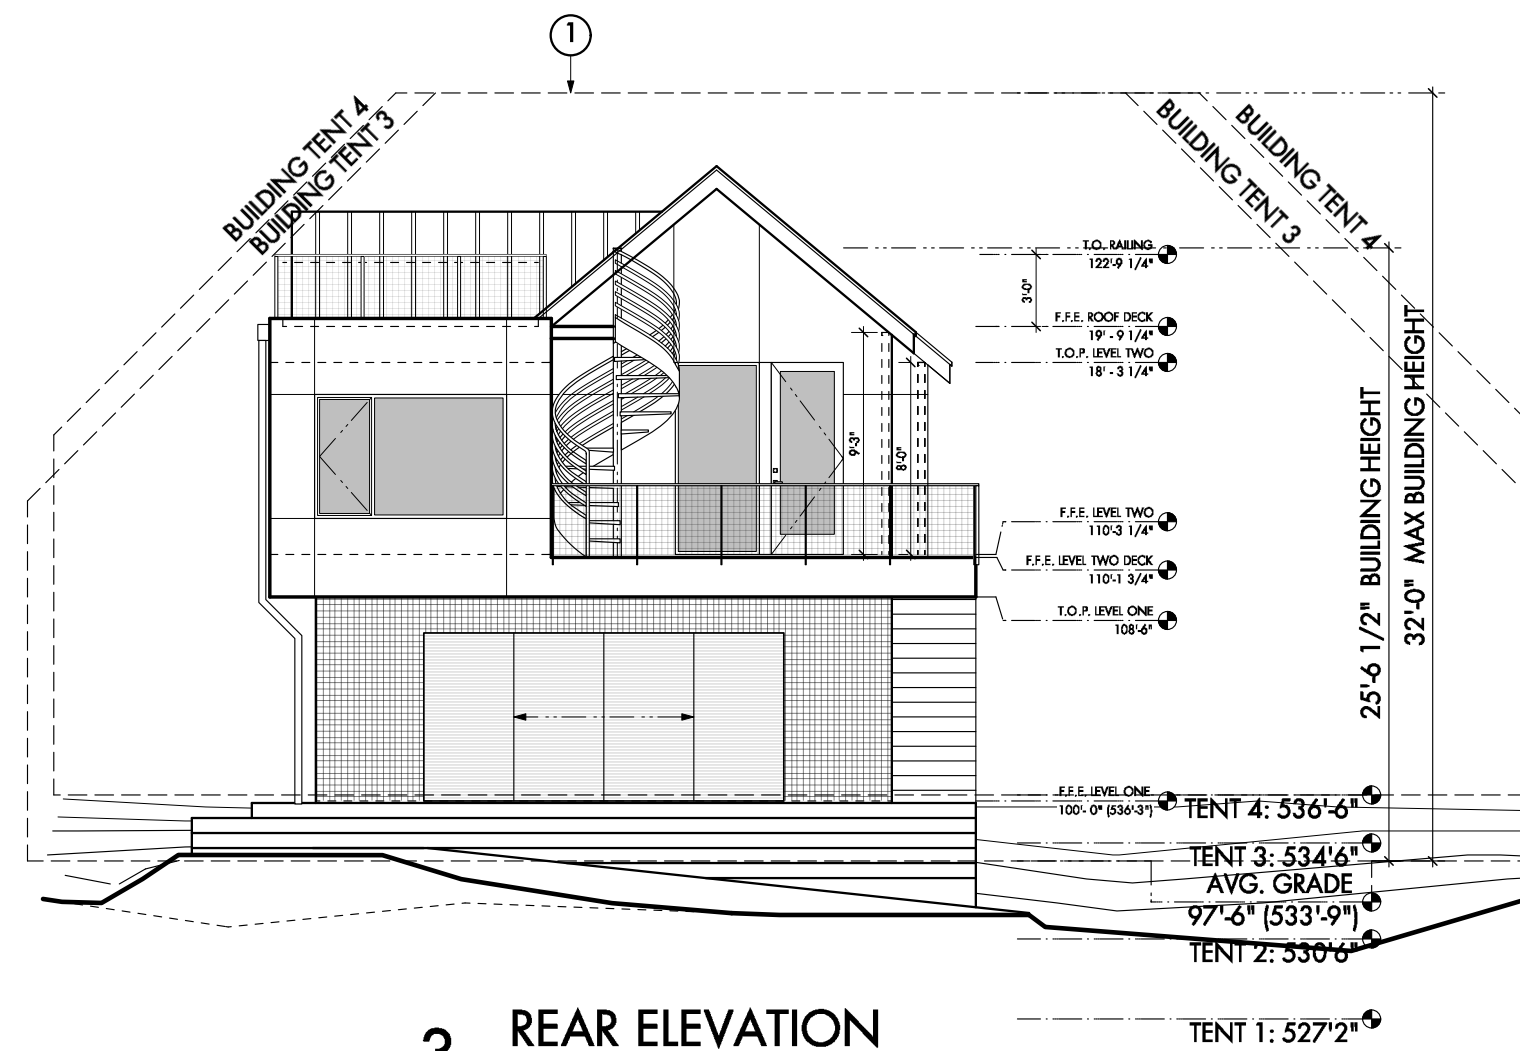 1
BUILDING TENT 4
BUILDING TENT 3
BUILDING TENT 3
BUILDING TENT 4
T.O. RAILING
122'-9 1/4"
3'-0"
F.F.E. ROOF DECK
19' - 9 1/4"
T.O.P. LEVEL TWO
18' - 3 1/4"
9'-3"
8'-0"
F.F.E. LEVEL TWO
110'-3 1/4"
F.F.E. LEVEL TWO DECK
110'-1 3/4"
T.O.P. LEVEL ONE
108'-6"
25'-6 1/2" BUILDING HEIGHT
32'-0" MAX BUILDING HEIGHT
F.F.E. LEVEL ONE
100'- 0" (536'-3")
TENT 4: 536'-6"
TENT 3: 534'6"
AVG. GRADE
97'-6" (533'-9")
TENT 2: 530'6"
TENT 1: 527'2"
3 REAR ELEVATION